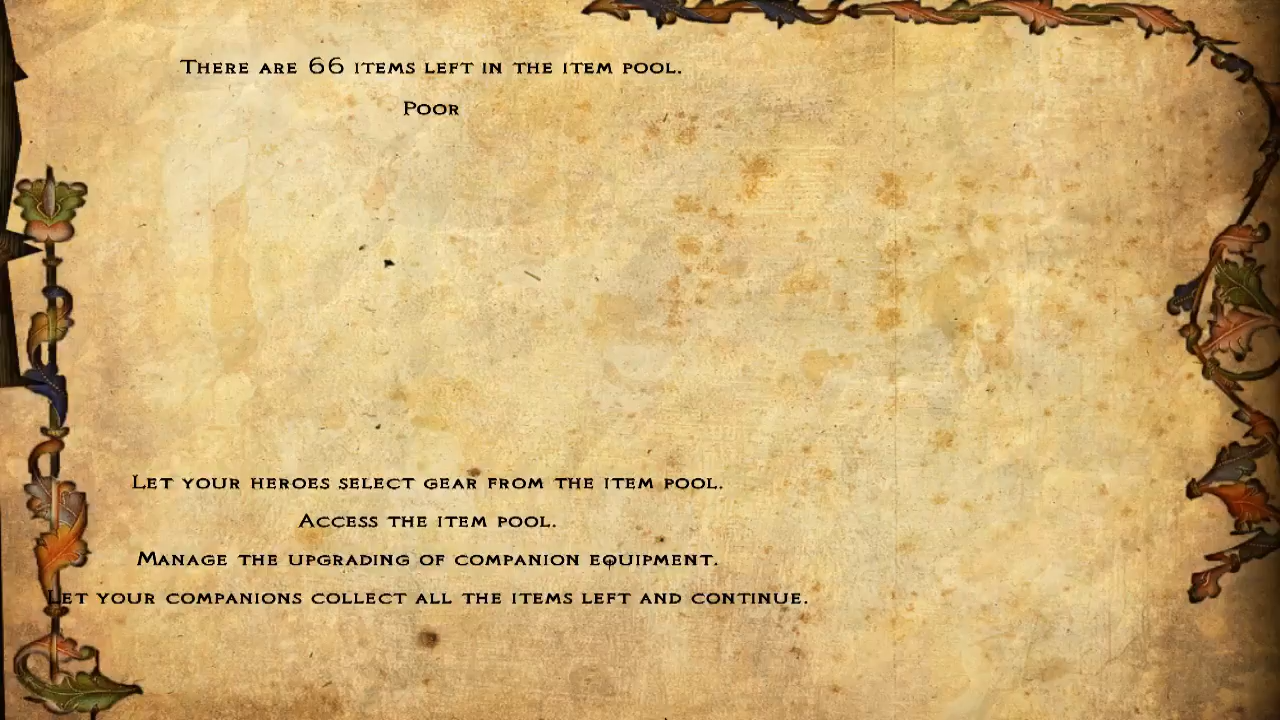 There are 66 items left in the item pool.
Poor
Let your heroes select gear from the item pool.
Access the item pool.
Manage the upgrading of companion equipment.
Let your companions collect all the items left and continue.